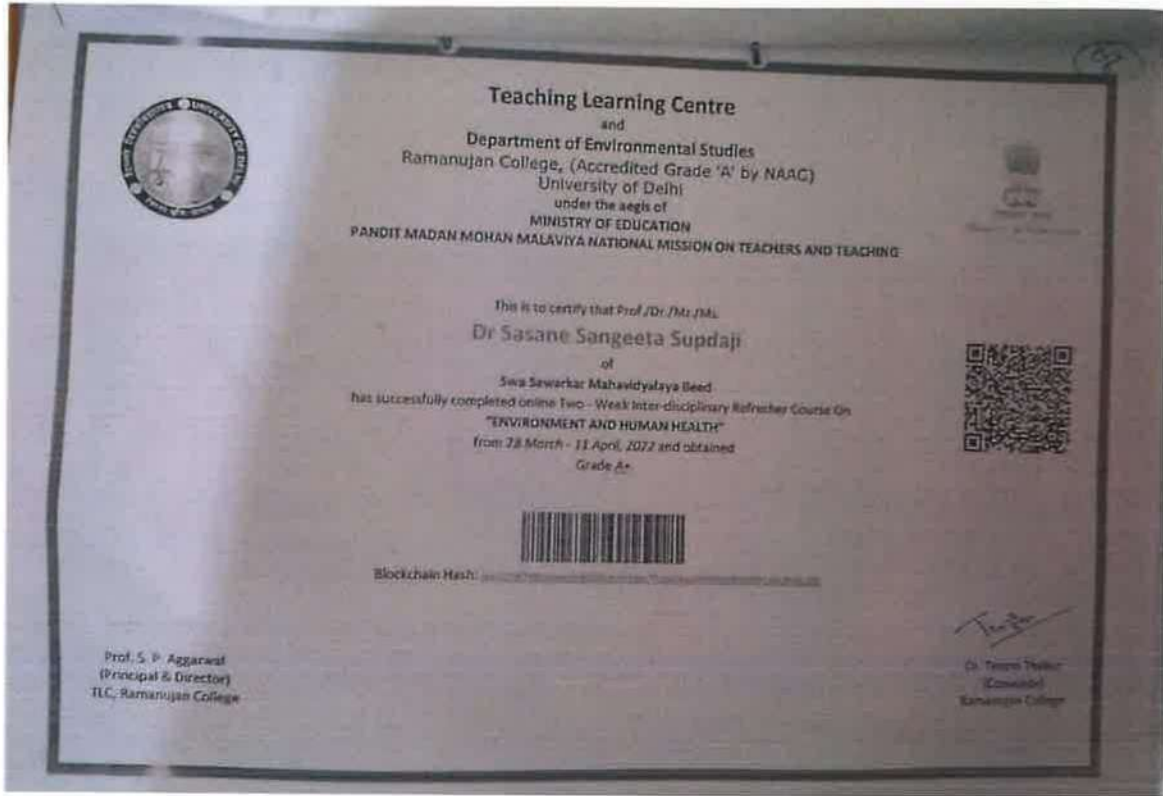 Teaching Learning Centre
and
Department of Environmental Studies
Ramanujan College, (Accredited Grade 'A' by NAAC)
University of Delhi
under the aegis of
MINISTRY OF EDUCATION
PANDIT MADAN MOHAN MALAVIYA NATIONAL MISSION ON TEACHERS AND TEACHING
This is to certify that Prof./Dr./Mr./Ms.
Dr Sasane Sangeeta Supdaji
of
Swa Sawarkar Mahavidyalaya Beed
has successfully completed online Two - Week Inter-disciplinary Refresher Course On
"ENVIRONMENT AND HUMAN HEALTH"
from 28 March - 11 April, 2022 and obtained
Grade A+
Blockchain Hash:
Prof. S. P. Aggarwal
(Principal & Director)
TLC, Ramanujan College
Dr.
(Convenor)
Ramanujan College